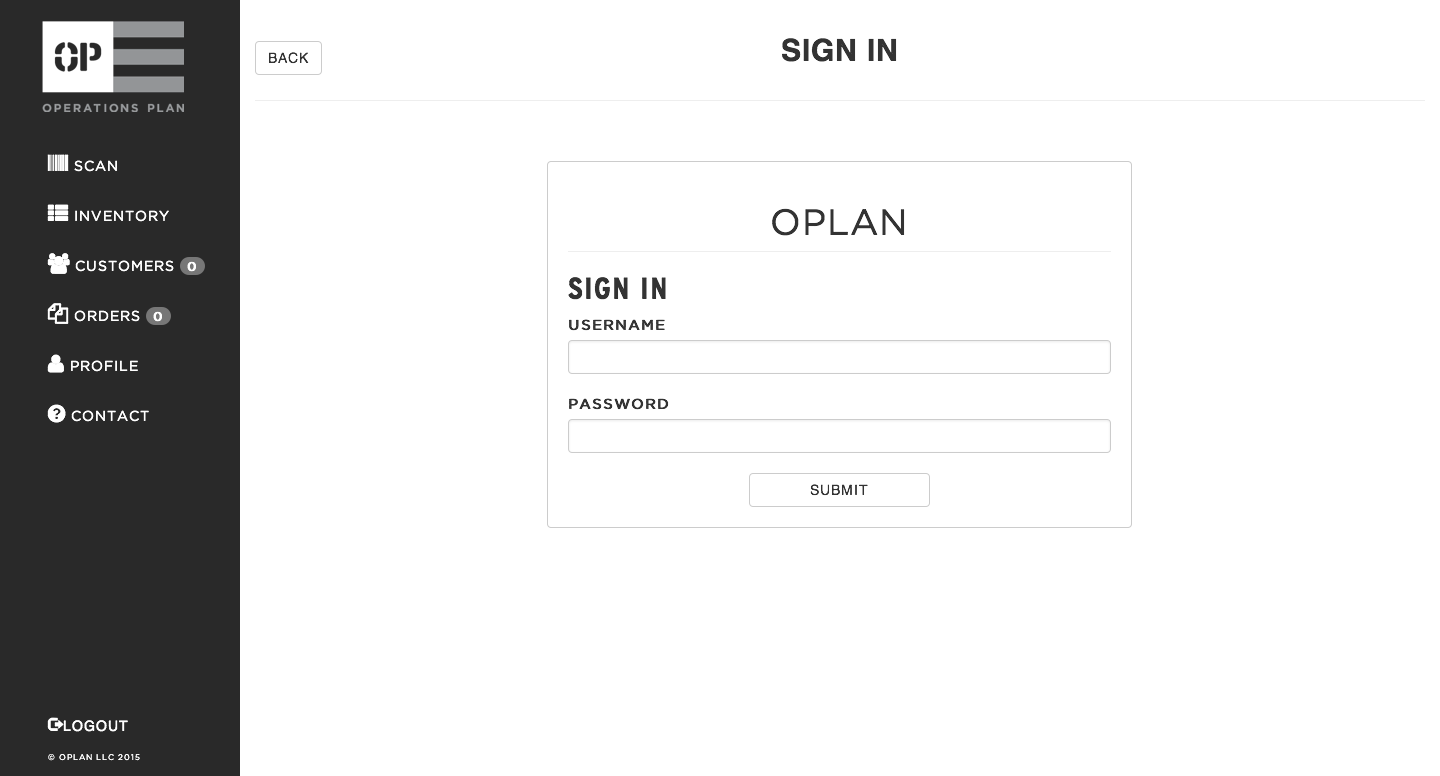 OP
OPERATIONS PLAN
SCAN
INVENTORY
CUSTOMERS 0
ORDERS 0
PROFILE
CONTACT
LOGOUT
© OPLAN LLC 2015
BACK
SIGN IN
OPLAN
SIGN IN
USERNAME
PASSWORD
SUBMIT